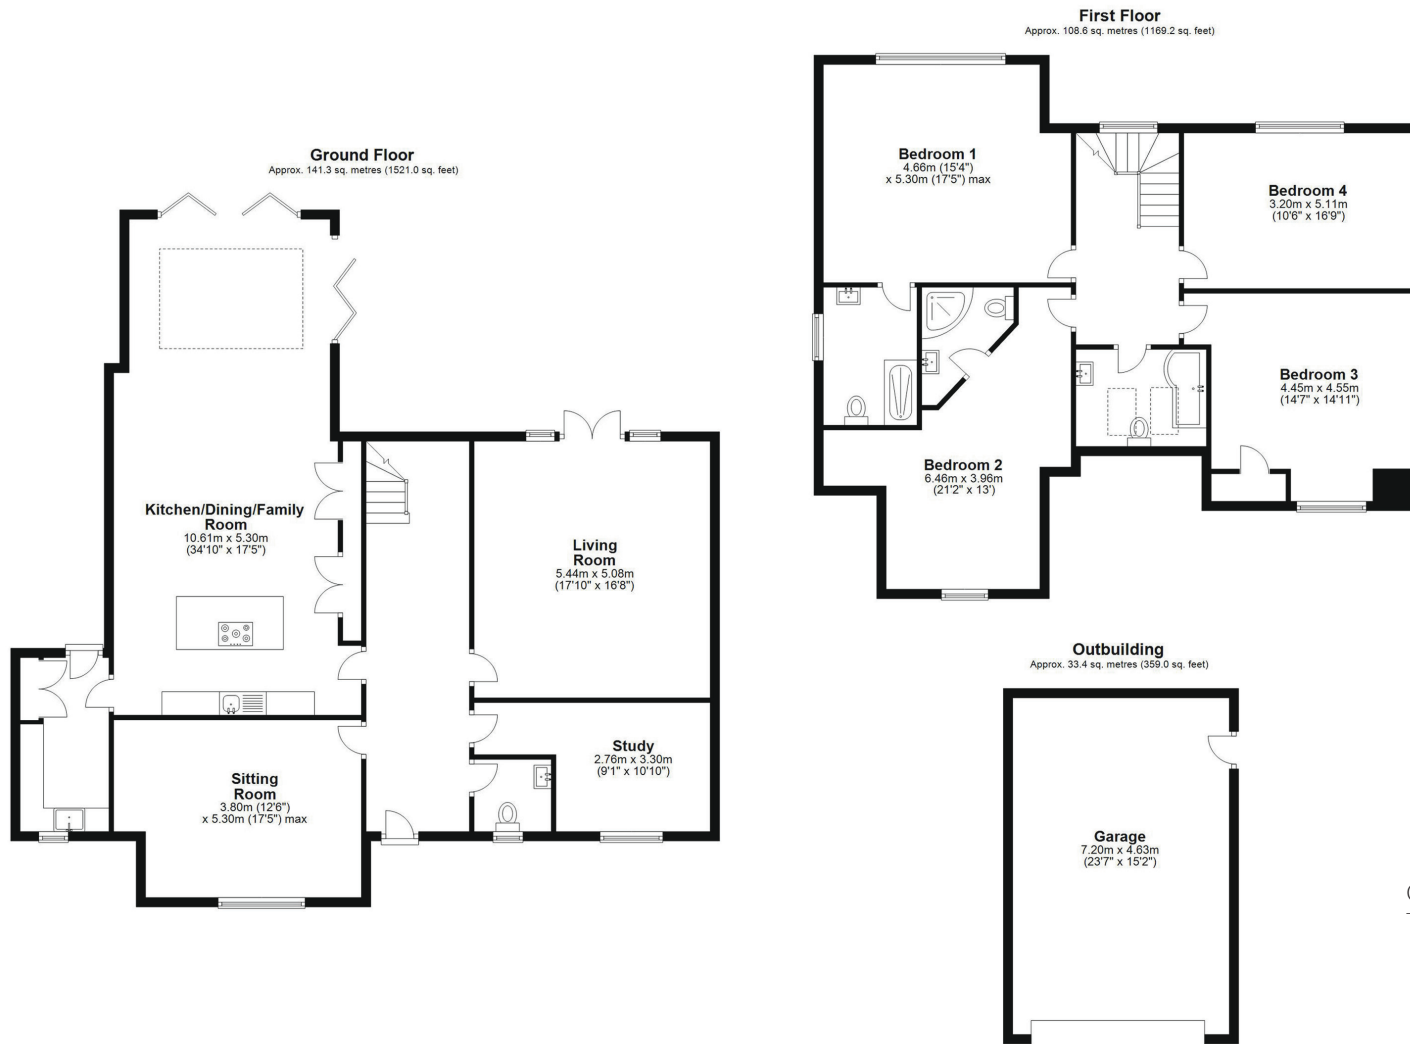 First Floor
Approx. 108.6 sq. metres (1169.2 sq. feet)
Bedroom 1
4.66m (15'4")
x 5.30m (17'5") max
Bedroom 4
3.20m x 5.11m
(10'6" x 16'9")
Bedroom 3
4.45m x 4.55m
(14'7" x 14'11")
Bedroom 2
6.46m x 3.96m
(21'2" x 13')
Ground Floor
Approx. 141.3 sq. metres (1521.0 sq. feet)
Kitchen/Dining/Family
Room
10.61m x 5.30m
(34'10" x 17'5")
Living
Room
5.44m x 5.08m
(17'10" x 16'8")
Study
2.76m x 3.30m
(9'1" x 10'10")
Sitting
Room
3.80m (12'6")
x 5.30m (17'5") max
Outbuilding
Approx. 33.4 sq. metres (359.0 sq. feet)
Garage
7.20m x 4.63m
(23'7" x 15'2")